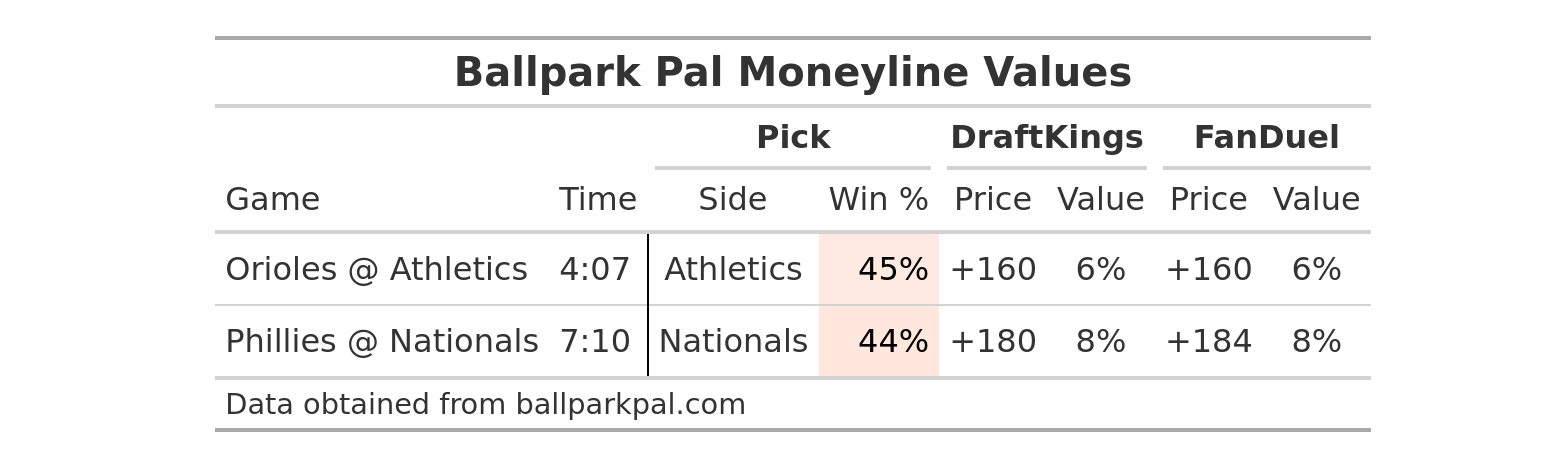 Ballpark Pal Moneyline Values
Pick DraftKings FanDuel
Game Time Side Win % Price Value Price Value
Orioles @ Athletics 4:07 Athletics 45% +160 6% +160 6%
Phillies @ Nationals 7:10 Nationals 44% +180 8% +184 8%
Data obtained from ballparkpal.com